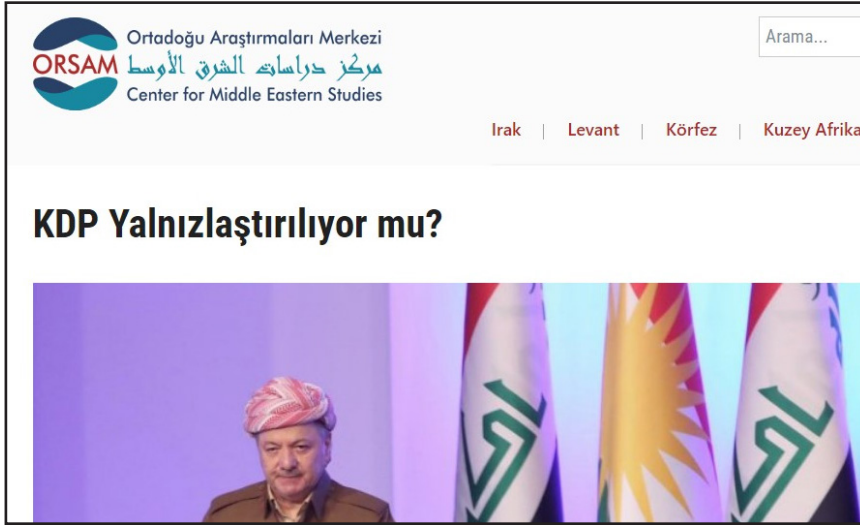 Ortadoğu Araştırmaları Merkezi
ORSAM
مركز دراسات الشرق الأوسط
Center for Middle Eastern Studies
Arama...
Irak | Levant | Körfez | Kuzey Afrika
KDP Yalnızlaştırılıyor mu?